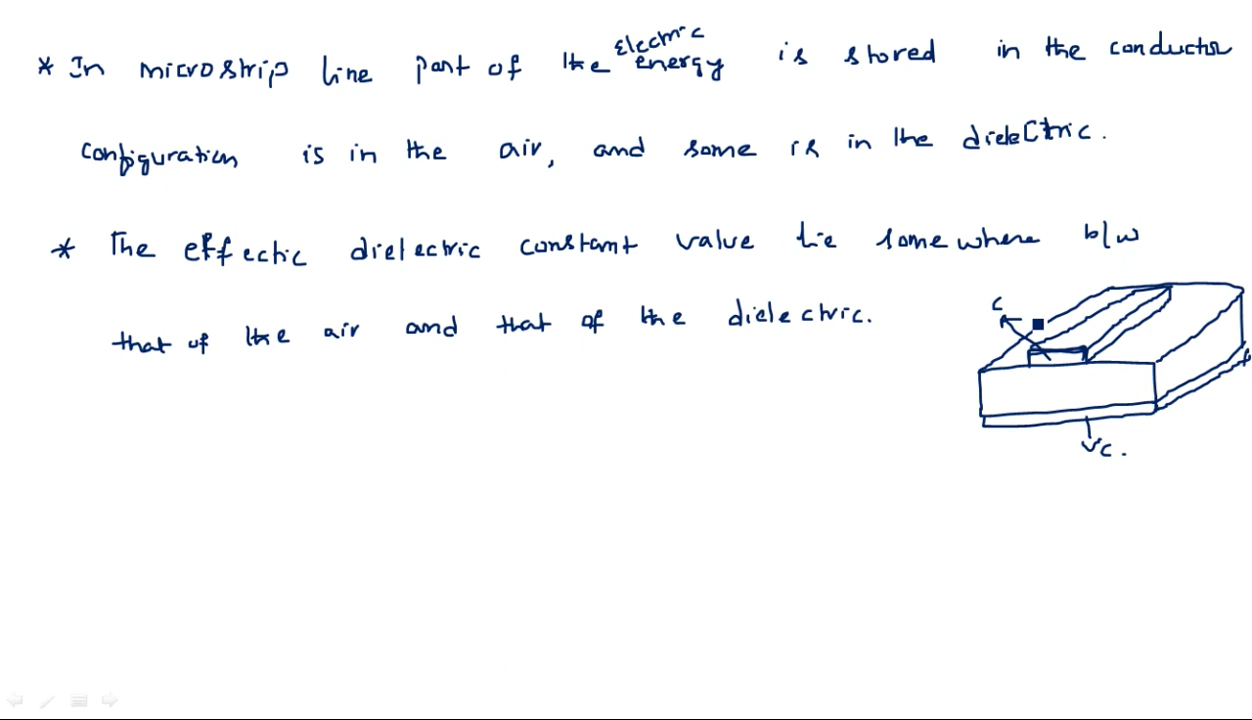 * In microstrip line part of the Electric energy is stored in the conductor
configuration is in the air, and some is in the dielectric.
* The effectic dielectric constant value lie somewhere b/w
that of the air and that of the dielectric.
C
C.